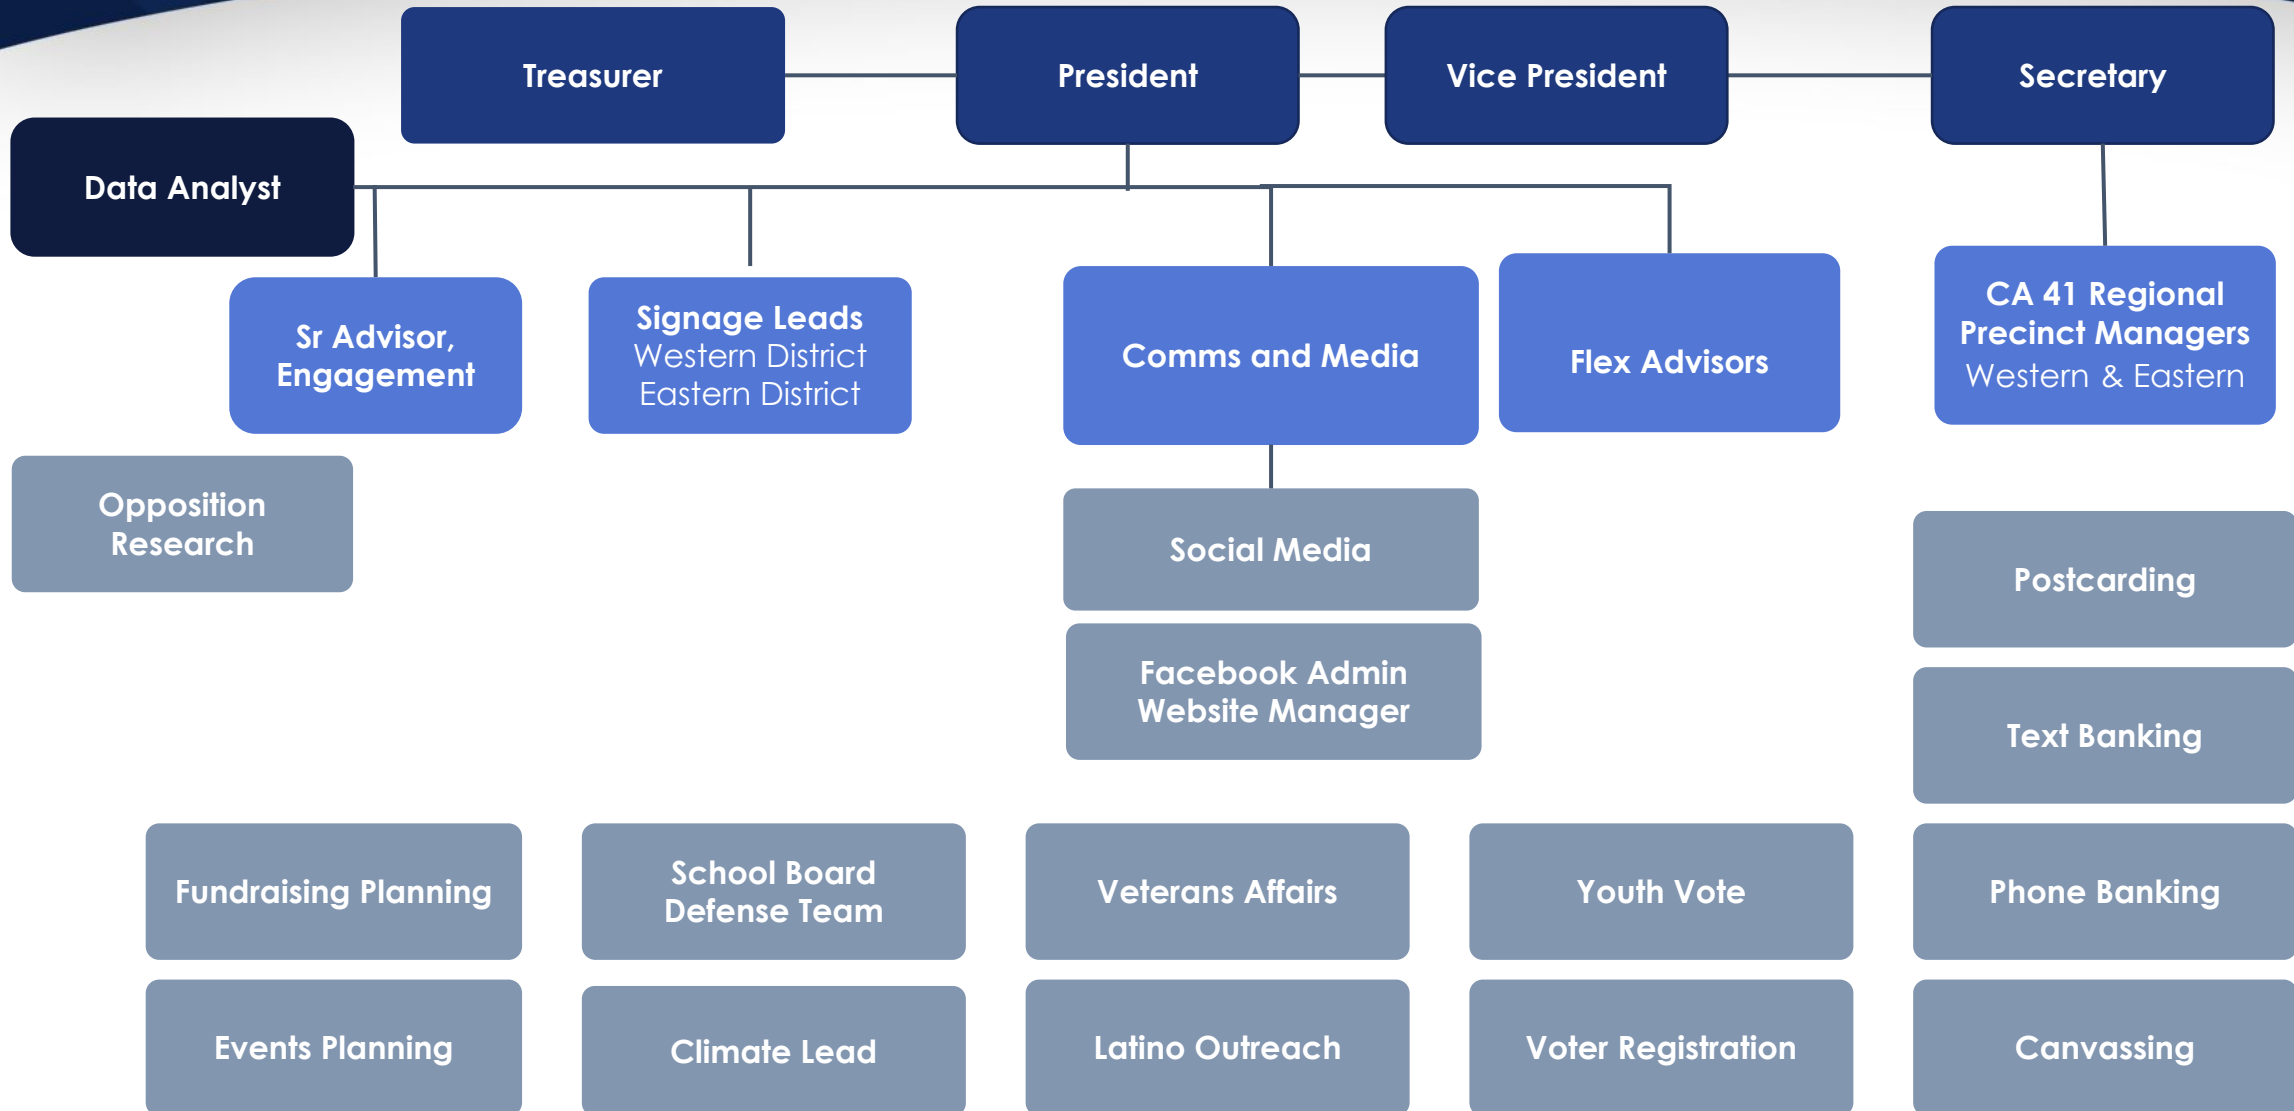 Treasurer
President
Vice President
Secretary
Data Analyst
Sr Advisor,
Engagement
Signage Leads
Western District
Eastern District
Comms and Media
Flex Advisors
CA 41 Regional
Precinct Managers
Western & Eastern
Opposition
Research
Social Media
Facebook Admin
Website Manager
Postcarding
Text Banking
Fundraising Planning
School Board
Defense Team
Veterans Affairs
Youth Vote
Phone Banking
Events Planning
Climate Lead
Latino Outreach
Voter Registration
Canvassing